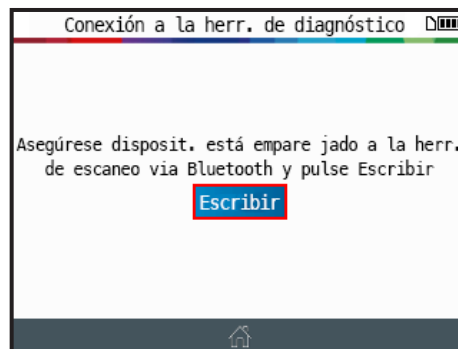 Conexión a la herr. de diagnóstico
Asegúrese disposit. está empare jado a la herr.
de escaneo via Bluetooth y pulse Escribir
Escribir